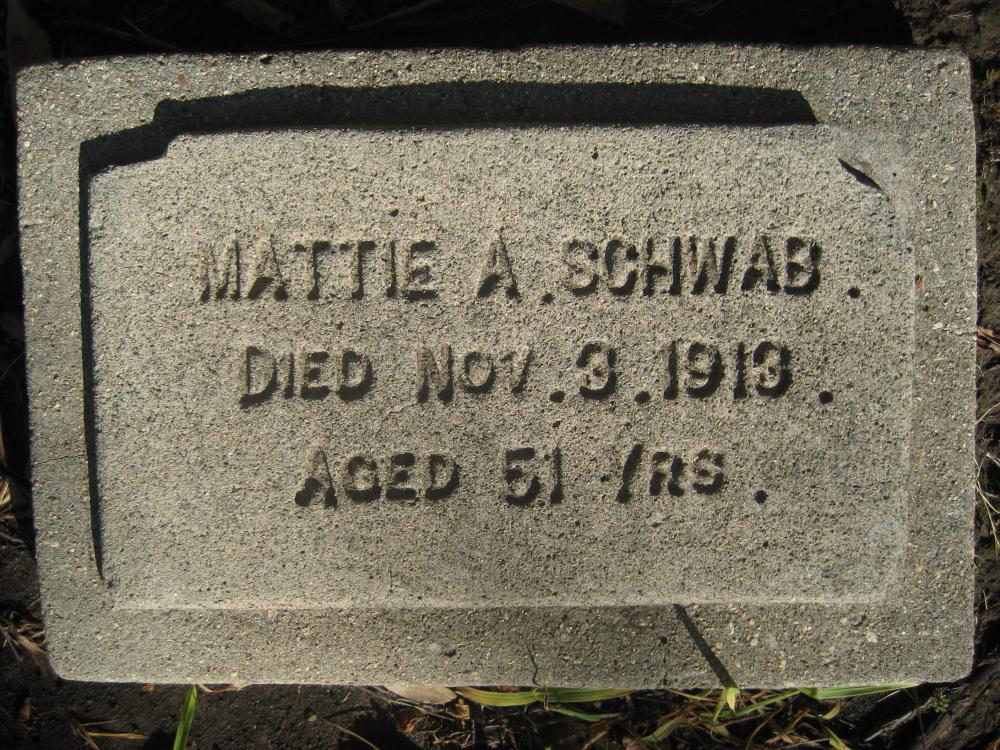 MATTIE A. SCHWAB.
DIED NOV. 3. 1913.
AGED 51 YRS.